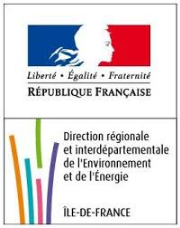 Liberté • Égalité • Fraternité
RÉPUBLIQUE FRANÇAISE
Direction régionale
et interdépartementale
de l'Environnement
et de l'Énergie
ÎLE-DE-FRANCE